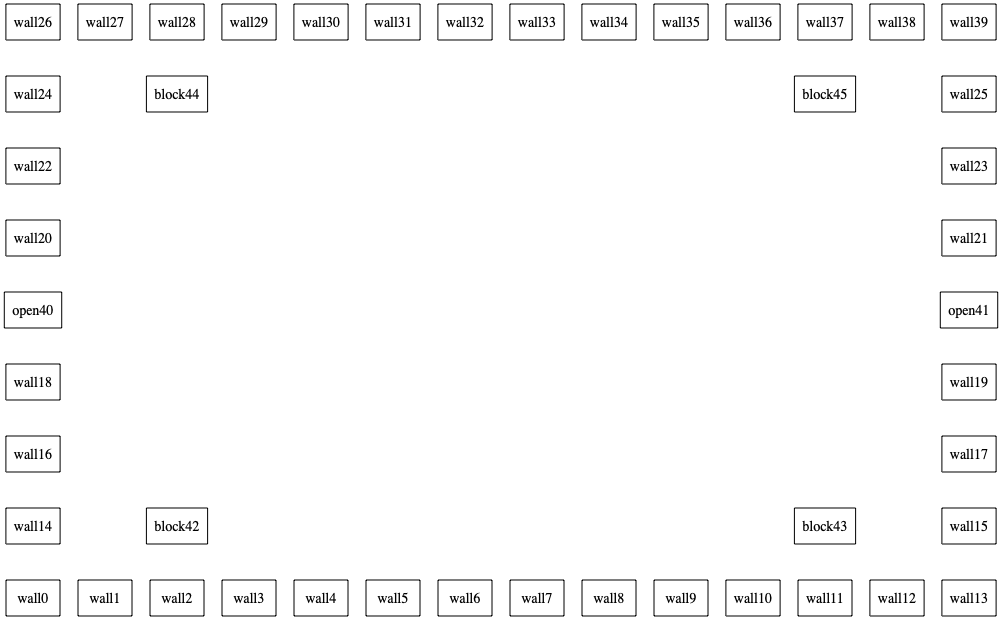 wall26 wall27 wall28 wall29 wall30 wall31 wall32 wall33 wall34 wall35 wall36 wall37 wall38 wall39
wall24 block44 block45 wall25
wall22 wall23
wall20 wall21
open40 open41
wall18 wall19
wall16 wall17
wall14 block42 block43 wall15
wall0 wall1 wall2 wall3 wall4 wall5 wall6 wall7 wall8 wall9 wall10 wall11 wall12 wall13